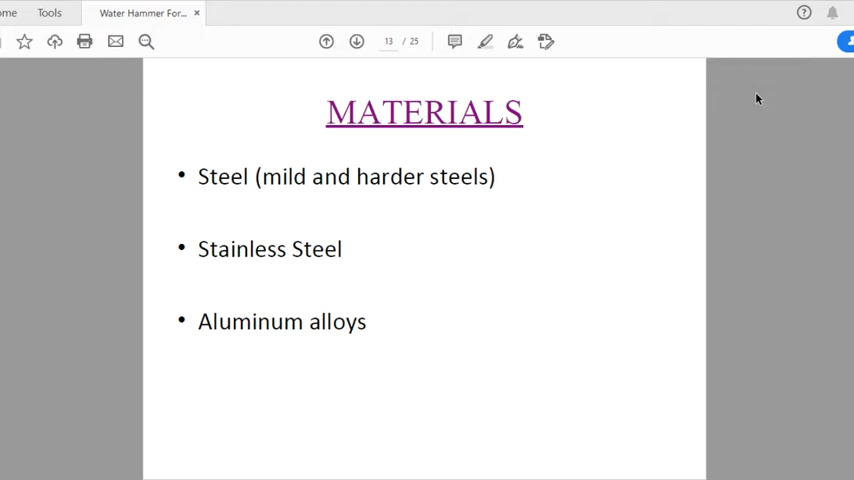 ome Tools Water Hammer For... ×
13 / 25
MATERIALS
• Steel (mild and harder steels)
• Stainless Steel
• Aluminum alloys